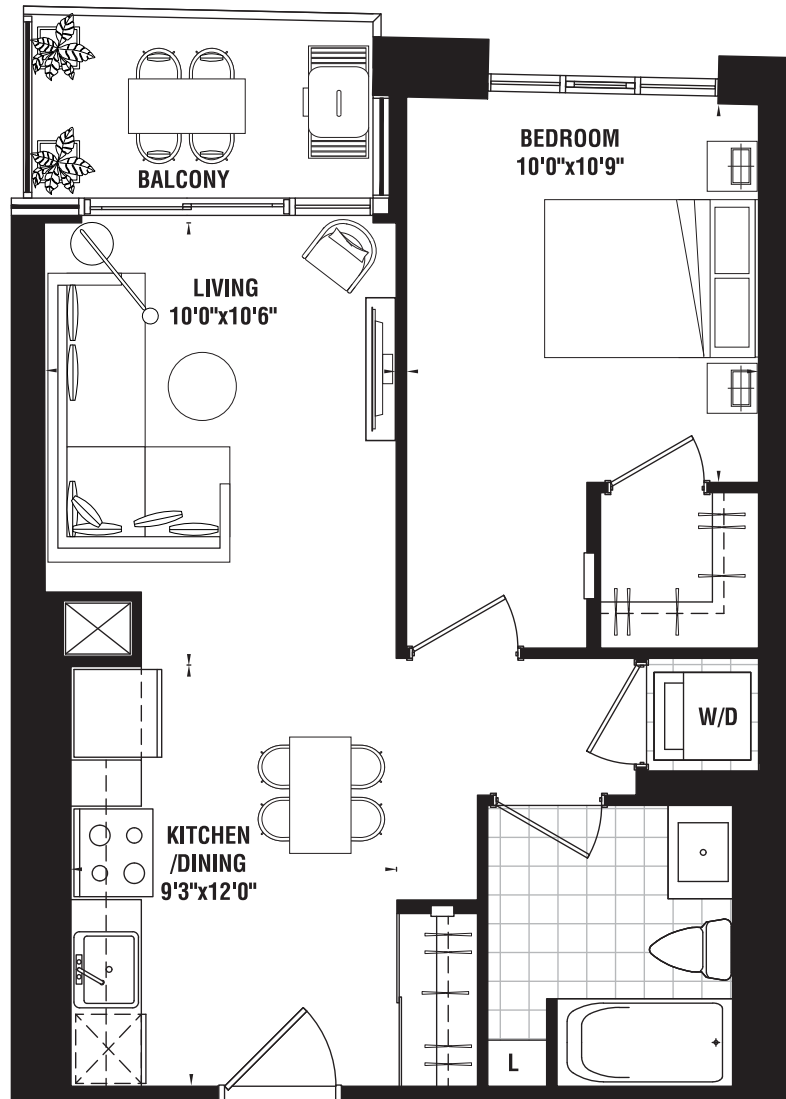 BALCONY
BEDROOM
10'0"x10'9"
LIVING
10'0"x10'6"
W/D
KITCHEN
/DINING
9'3"x12'0"
L